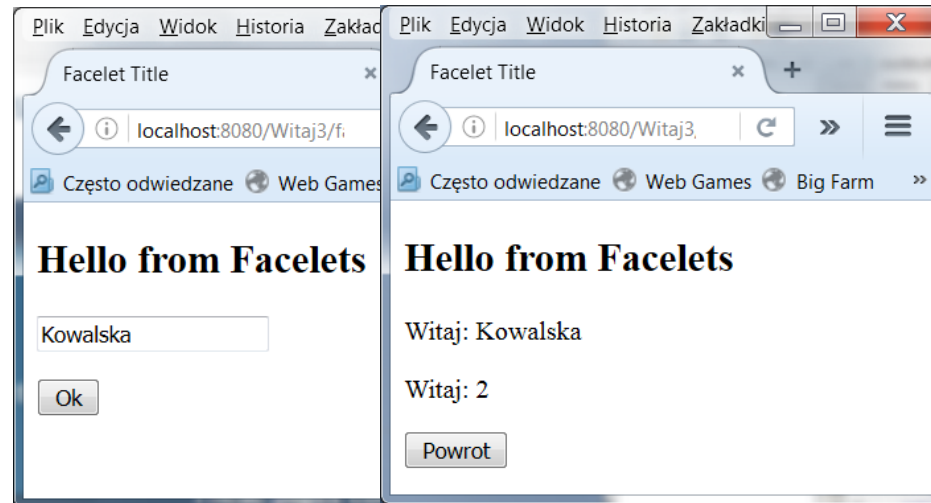 Plik Edycja Widok Historia Zakład
Facelet Title
localhost:8080/Witaj3/fa
Często odwiedzane Web Games
Hello from Facelets
Kowalska
Ok
Plik Edycja Widok Historia Zakładki
Facelet Title
localhost:8080/Witaj3
Często odwiedzane Web Games Big Farm
Hello from Facelets
Witaj: Kowalska
Witaj: 2
Powrot